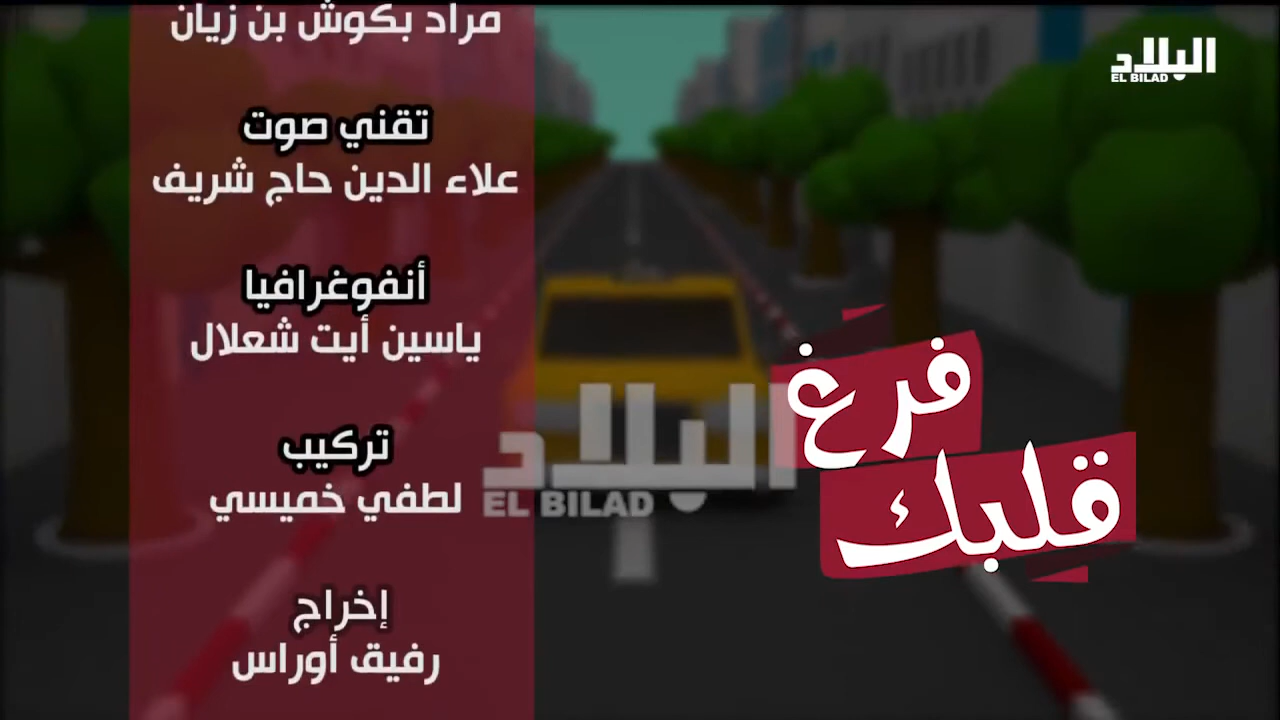 مراد بكوش بن زيان
تقني صوت
علاء الدين حاج شريف
أنفوغرافيا
ياسين أيت شعلال
تركيب
لطفي خميسي
إخراج
رفيق أوراس
البلاد
EL BILAD
البلاد
EL BILAD
فرغ
قلبك